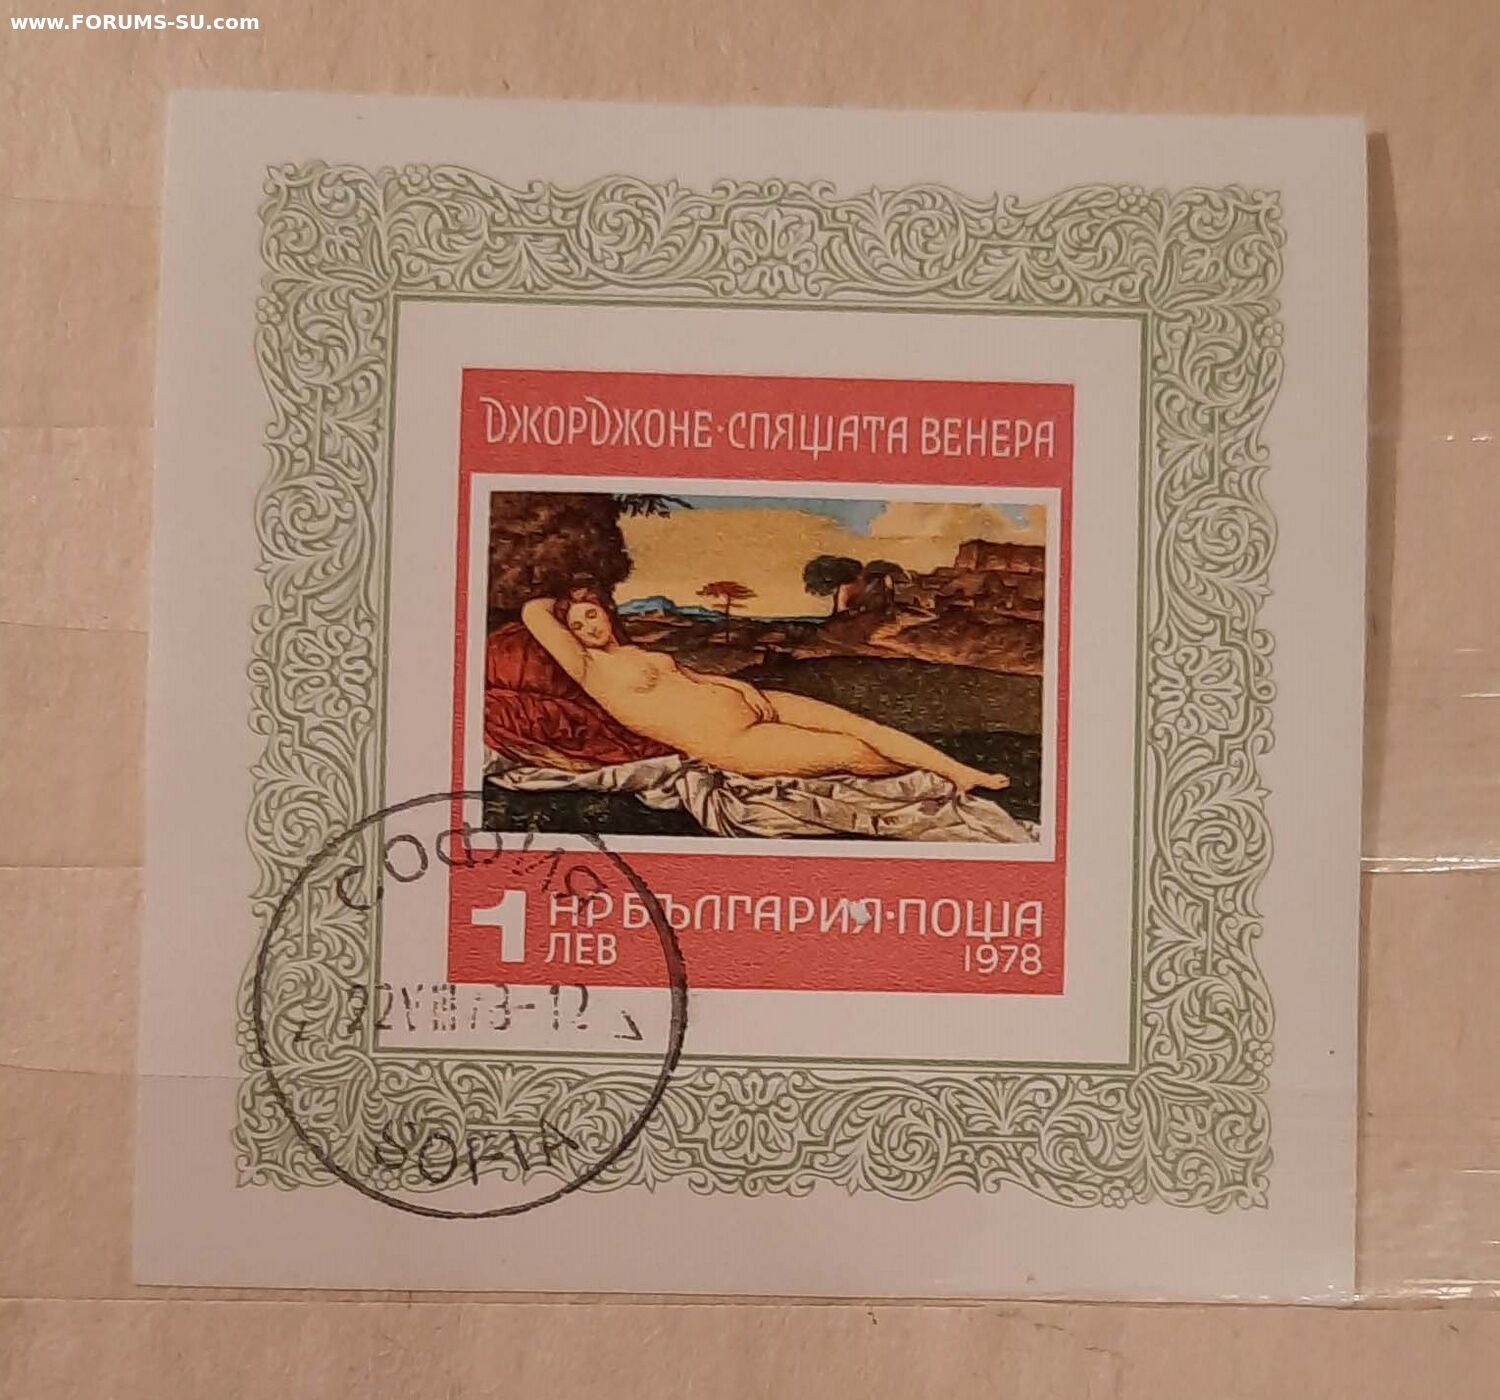 www.FORUMS-SU.com
ДЖОРДЖОНЕ·СПЯЩАТА ВЕНЕРА
1 НР БЪЛГАРИЯ·ПОЩА
ЛЕВ 1978
СОФИЯ
SOFIA